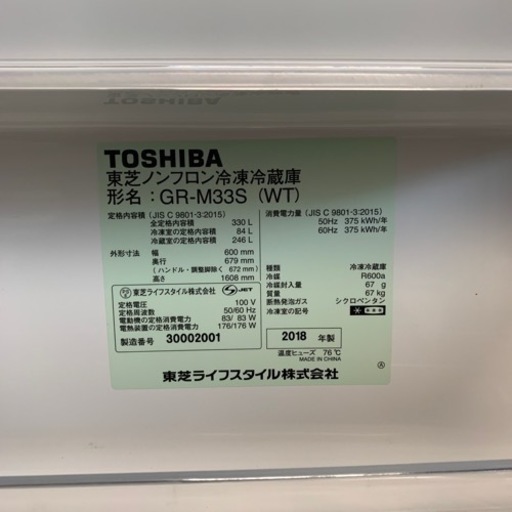 TOSHIBA
東芝ノンフロン冷凍冷蔵庫
形名：GR-M33S (WT)
定格内容積（JIS C 9801-3:2015）
全定格内容積 330 L
冷凍室の定格内容積 84 L
冷蔵室の定格内容積 246 L
外形寸法 幅 600 mm
奥行 679 mm
（ハンドル・調整脚除く 672 mm）
高さ 1608 mm
東芝ライフスタイル株式会社 JET
定格電圧 100 V
定格周波数 50/60 Hz
電動機の定格消費電力 83/ 83 W
電熱装置の定格消費電力 176/176 W
製造番号 30002001
消費電力量（JIS C 9801-3:2015）
50Hz 375 kWh/年
60Hz 375 kWh/年
種類 冷凍冷蔵庫
冷媒 R600a
冷媒封入量 67 g
質量 67 kg
断熱発泡ガス シクロペンタン
冷凍室の記号
2018 年製
温度ヒューズ 76℃
MADE IN CHINA
東芝ライフスタイル株式会社
Ⓐ